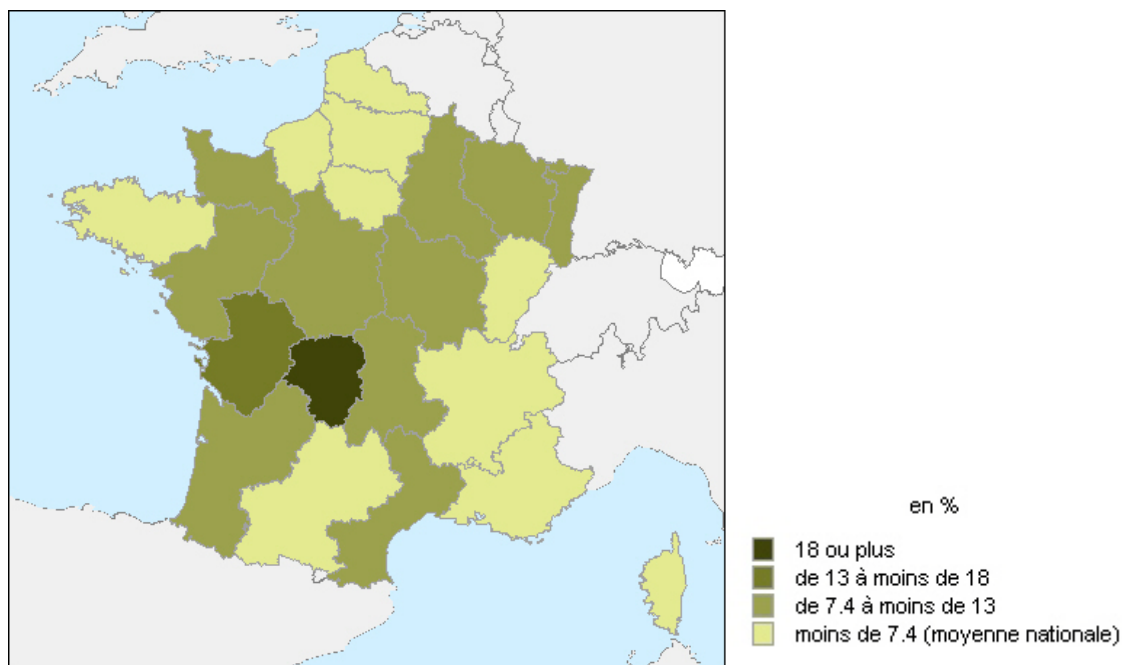 en %
18 ou plus
de 13 à moins de 18
de 7.4 à moins de 13
moins de 7.4 (moyenne nationale)